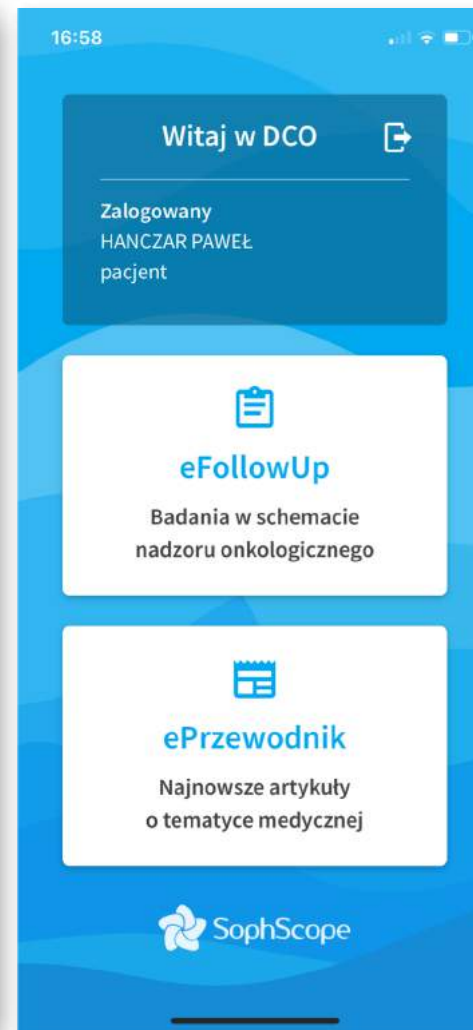 16:58
Witaj w DCO
Zalogowany
HANCZAR PAWEŁ
pacjent
eFollowUp
Badania w schemacie
nadzoru onkologicznego
ePrzewodnik
Najnowsze artykuły
o tematyce medycznej
SophScope